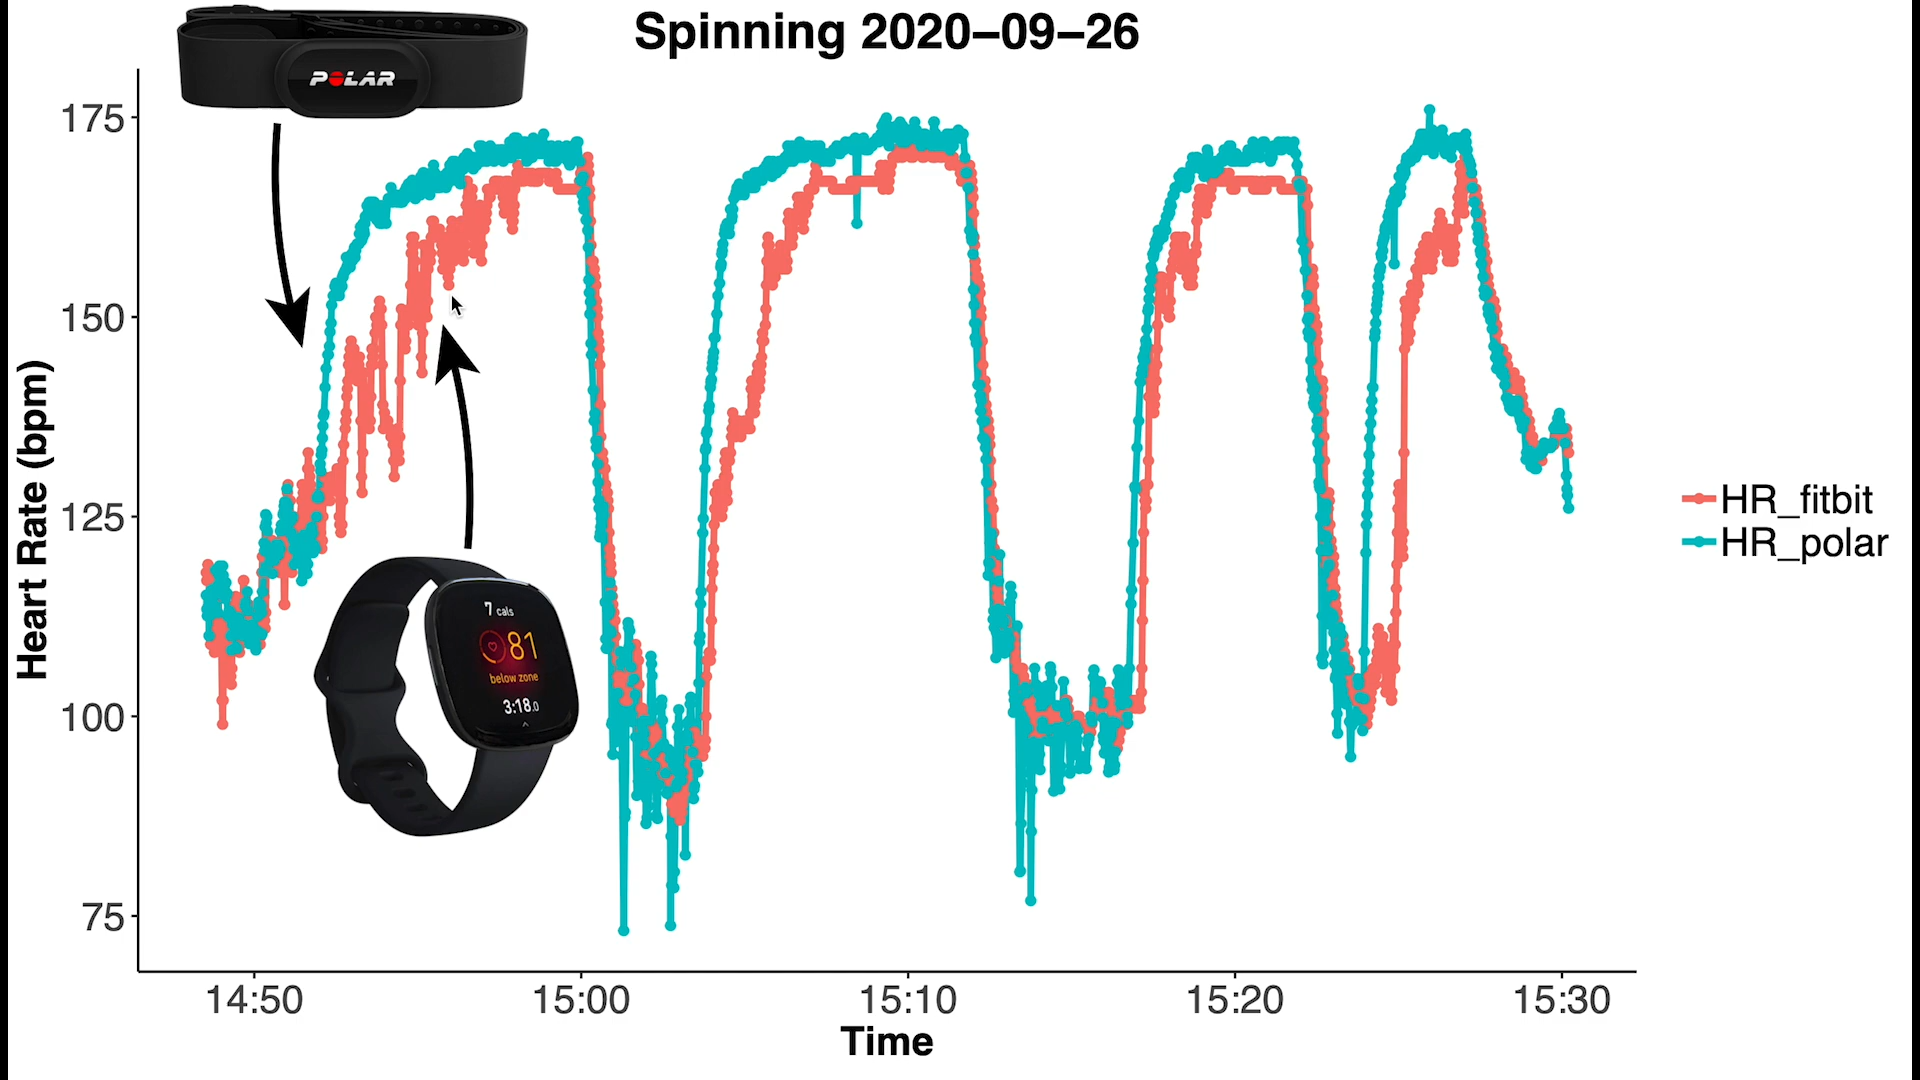 Spinning 2020–09–26
POLAR
175
150
125
100
75
Heart Rate (bpm)
7 cals
81
below zone
3:18.0
HR_fitbit
HR_polar
14:50
15:00
15:10
15:20
15:30
Time